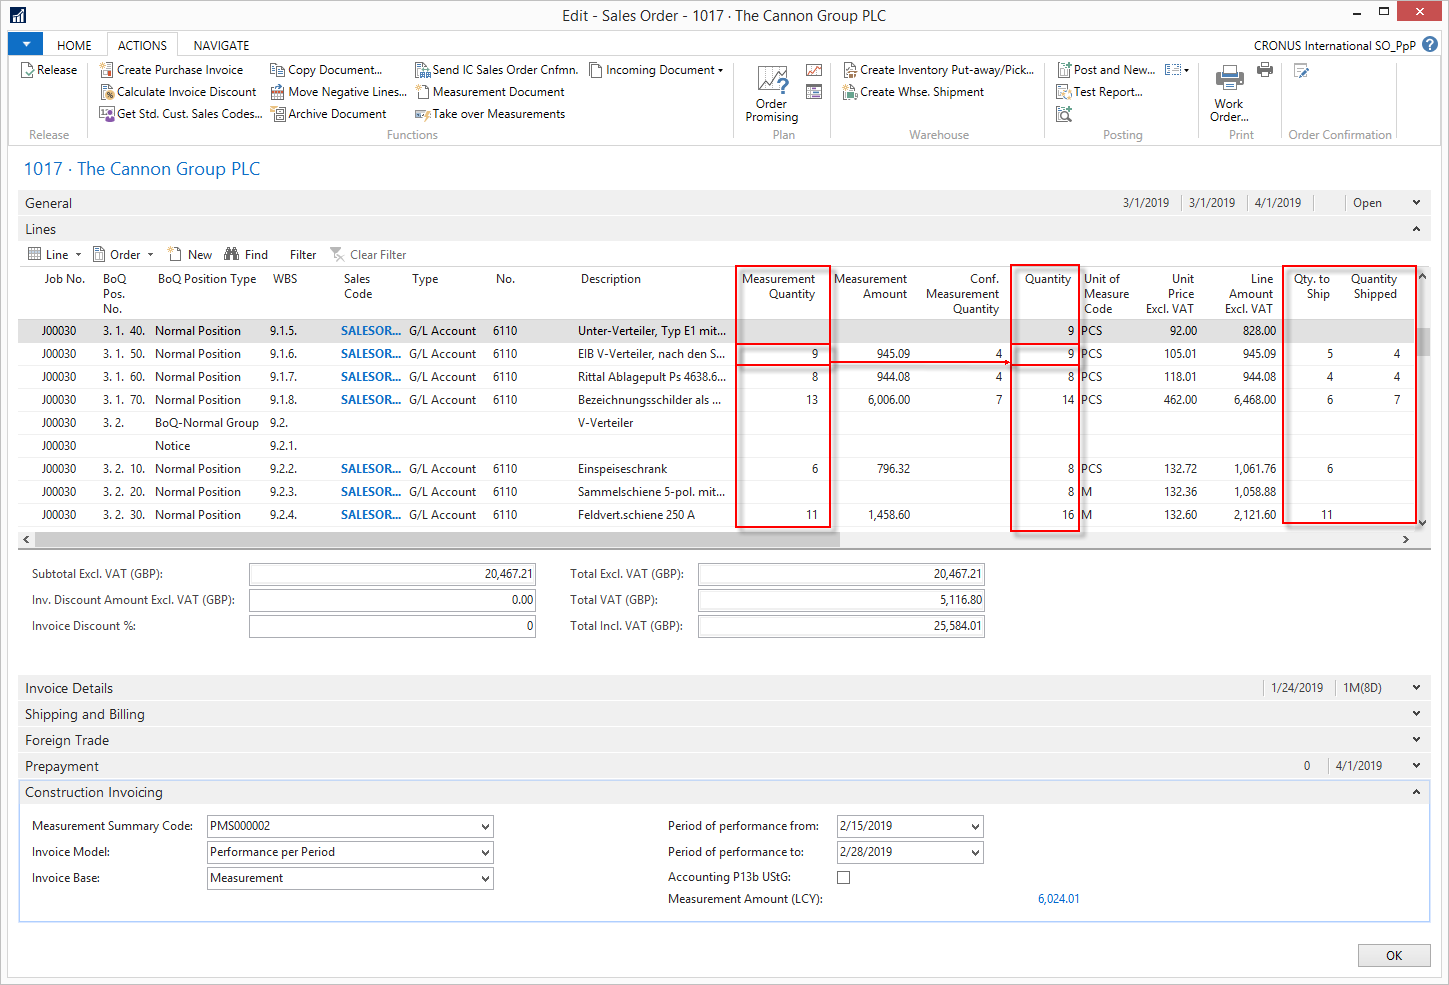 Edit - Sales Order - 1017 · The Cannon Group PLC
HOME ACTIONS NAVIGATE CRONUS International SO_PpP ?
Release Create Purchase Invoice Copy Document... Send IC Sales Order Cnfmn. Incoming Document Create Inventory Put-away/Pick... Post and New...
Calculate Invoice Discount Move Negative Lines... Measurement Document Create Whse. Shipment Test Report...
Order Promising Work Order...
Get Std. Cust. Sales Codes... Archive Document Take over Measurements
Release Functions Plan Warehouse Posting Print Order Confirmation
1017 · The Cannon Group PLC
General 3/1/2019 3/1/2019 4/1/2019 Open
Lines
Line Order New Find Filter Clear Filter
Job No. BoQ Pos. No. BoQ Position Type WBS Sales Code Type No. Description Measurement Quantity Measurement Amount Conf. Measurement Quantity Quantity Unit of Measure Code Unit Price Excl. VAT Line Amount Excl. VAT Qty. to Ship Quantity Shipped
J00030 3. 1. 40. Normal Position 9.1.5. SALESOR... G/L Account 6110 Unter-Verteiler, Typ E1 mit... 9 PCS 92.00 828.00
J00030 3. 1. 50. Normal Position 9.1.6. SALESOR... G/L Account 6110 EIB V-Verteiler, nach den S... 9 945.09 4 9 PCS 105.01 945.09 5 4
J00030 3. 1. 60. Normal Position 9.1.7. SALESOR... G/L Account 6110 Rittal Ablagepult Ps 4638.6... 8 944.08 4 8 PCS 118.01 944.08 4 4
J00030 3. 1. 70. Normal Position 9.1.8. SALESOR... G/L Account 6110 Bezeichnungsschilder als ... 13 6,006.00 7 14 PCS 462.00 6,468.00 6 7
J00030 3. 2. BoQ-Normal Group 9.2. V-Verteiler
J00030 Notice 9.2.1.
J00030 3. 2. 10. Normal Position 9.2.2. SALESOR... G/L Account 6110 Einspeiseschrank 6 796.32 8 PCS 132.72 1,061.76 6
J00030 3. 2. 20. Normal Position 9.2.3. SALESOR... G/L Account 6110 Sammelschiene 5-pol. mit... 8 M 132.36 1,058.88
J00030 3. 2. 30. Normal Position 9.2.4. SALESOR... G/L Account 6110 Feldvert.schiene 250 A 11 1,458.60 16 M 132.60 2,121.60 11
Subtotal Excl. VAT (GBP): 20,467.21 Total Excl. VAT (GBP): 20,467.21
Inv. Discount Amount Excl. VAT (GBP): 0.00 Total VAT (GBP): 5,116.80
Invoice Discount %: 0 Total Incl. VAT (GBP): 25,584.01
Invoice Details 1/24/2019 1M(8D)
Shipping and Billing
Foreign Trade
Prepayment 0 4/1/2019
Construction Invoicing
Measurement Summary Code: PMS000002 Period of performance from: 2/15/2019
Invoice Model: Performance per Period Period of performance to: 2/28/2019
Invoice Base: Measurement Accounting P13b UStG:
Measurement Amount (LCY): 6,024.01
OK